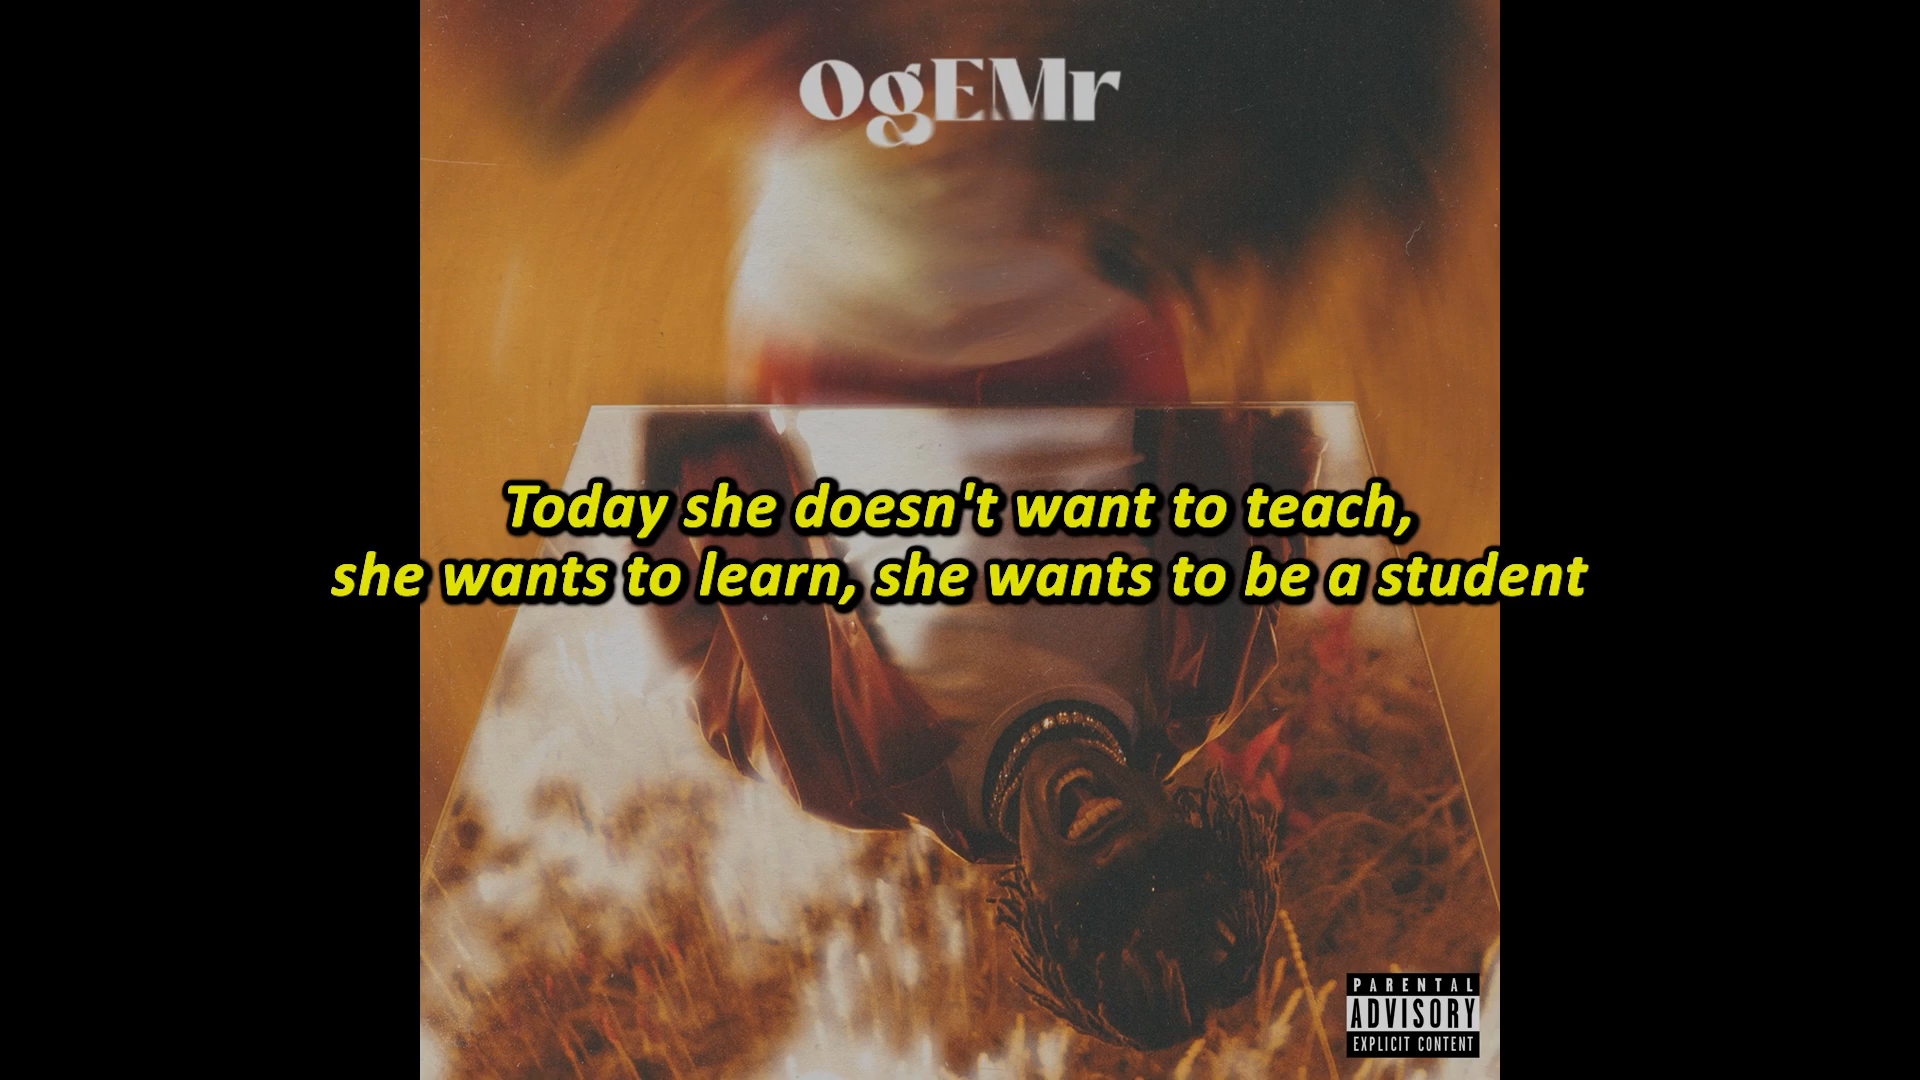 OgEMr
Today she doesn't want to teach,
she wants to learn, she wants to be a student
PARENTAL
ADVISORY
EXPLICIT CONTENT